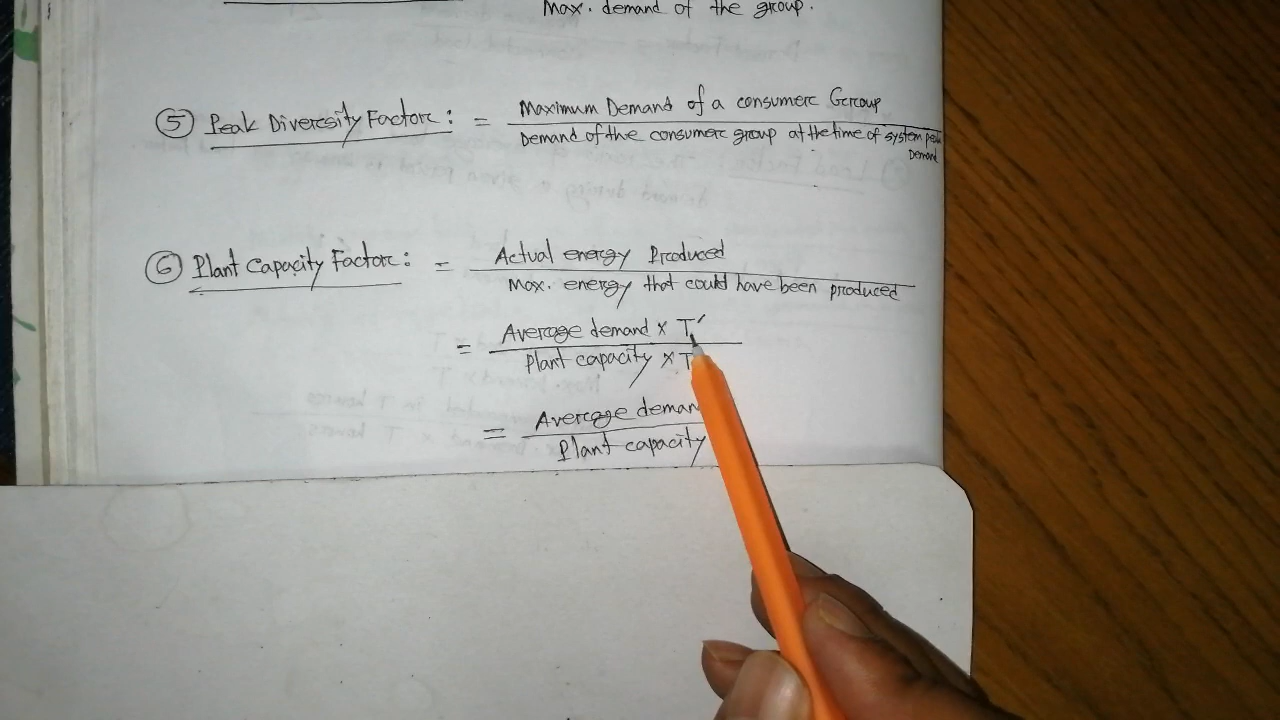 Max. demand of the group.
⑤ Peak Diversity Factor: = Maximum Demand of a consumer Group
Demand of the consumer group at the time of system peak
Demand
⑥ Plant Capacity Factor: = Actual energy Produced
Max. energy that could have been produced
= Average demand × T
Plant capacity × T
= Average deman
Plant capacity